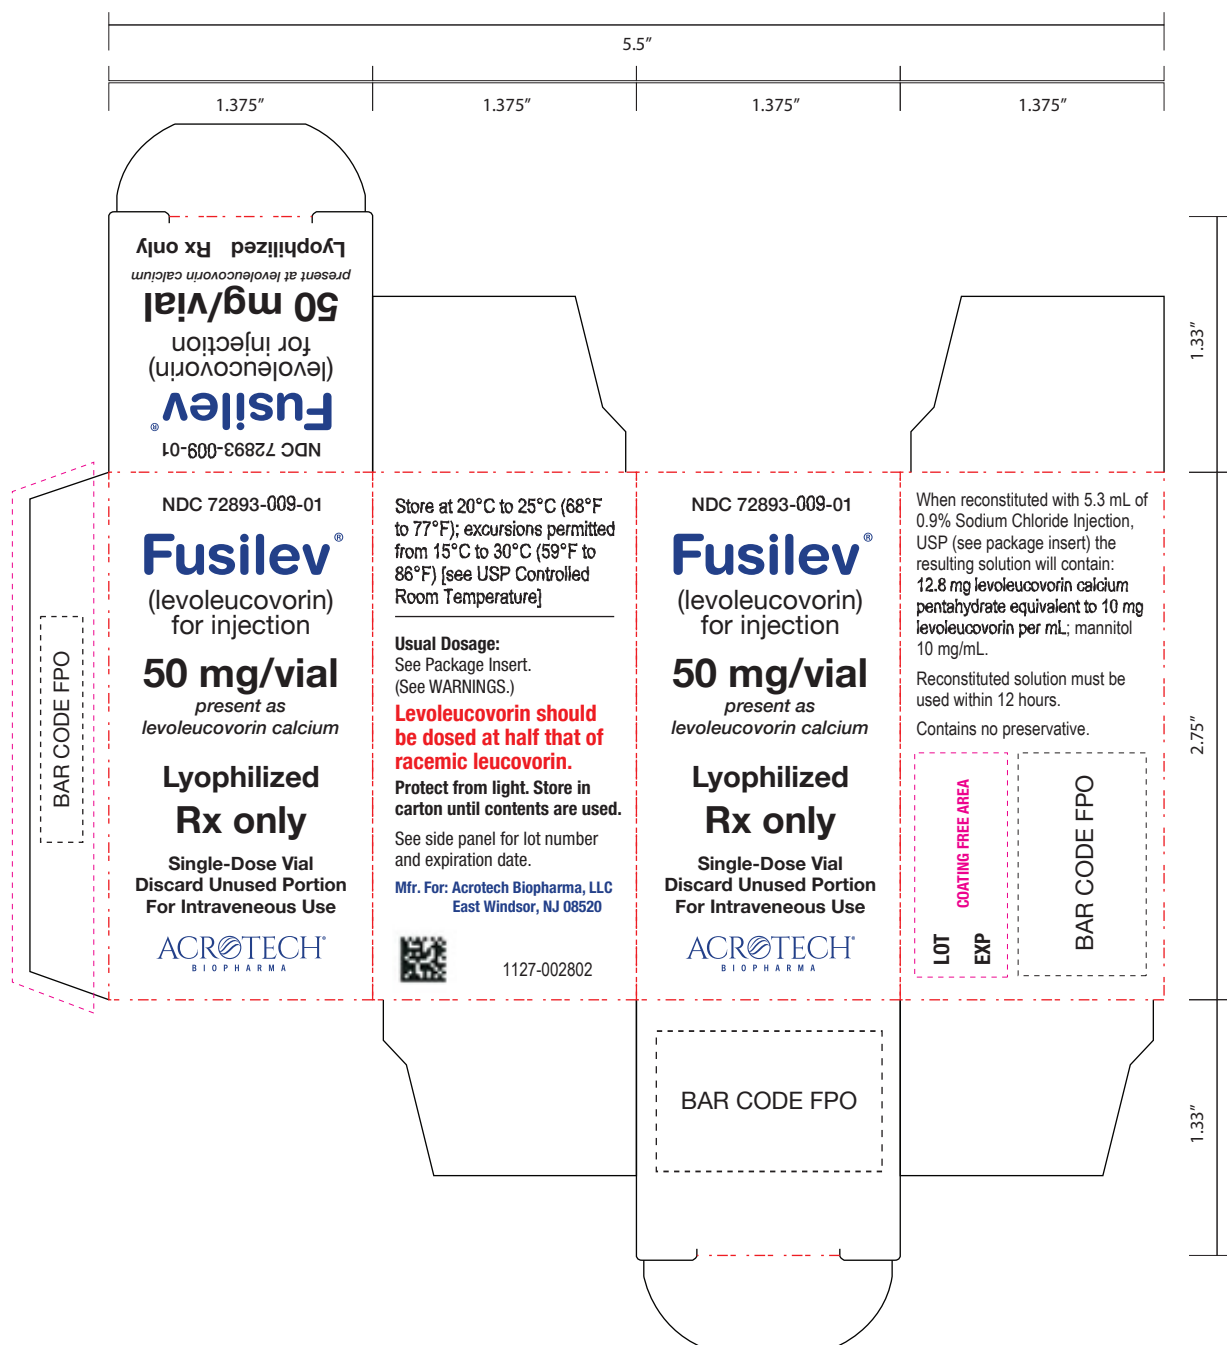 5.5"
1.375"
1.375"
1.375"
1.375"
NDC 72893-009-01
Fusilev®
(levoleucovorin)
for injection
50 mg/vial
present at levoleucovorin calcium
Lyophilized Rx only
1.33"
2.75"
1.33"
BAR CODE FPO
NDC 72893-009-01
Fusilev®
(levoleucovorin)
for injection
50 mg/vial
present as
levoleucovorin calcium
Lyophilized
Rx only
Single-Dose Vial
Discard Unused Portion
For Intraveneous Use
ACROTECH®
BIOPHARMA
Store at 20°C to 25°C (68°F
to 77°F); excursions permitted
from 15°C to 30°C (59°F to
86°F) [see USP Controlled
Room Temperature]
Usual Dosage:
See Package Insert.
(See WARNINGS.)
Levoleucovorin should
be dosed at half that of
racemic leucovorin.
Protect from light. Store in
carton until contents are used.
See side panel for lot number
and expiration date.
Mfr. For: Acrotech Biopharma, LLC
East Windsor, NJ 08520
1127-002802
NDC 72893-009-01
Fusilev®
(levoleucovorin)
for injection
50 mg/vial
present as
levoleucovorin calcium
Lyophilized
Rx only
Single-Dose Vial
Discard Unused Portion
For Intraveneous Use
ACROTECH®
BIOPHARMA
When reconstituted with 5.3 mL of
0.9% Sodium Chloride Injection,
USP (see package insert) the
resulting solution will contain:
12.8 mg levoleucovorin calcium
pentahydrate equivalent to 10 mg
levoleucovorin per mL; mannitol
10 mg/mL.
Reconstituted solution must be
used within 12 hours.
Contains no preservative.
LOT
EXP
COATING FREE AREA
BAR CODE FPO
BAR CODE FPO